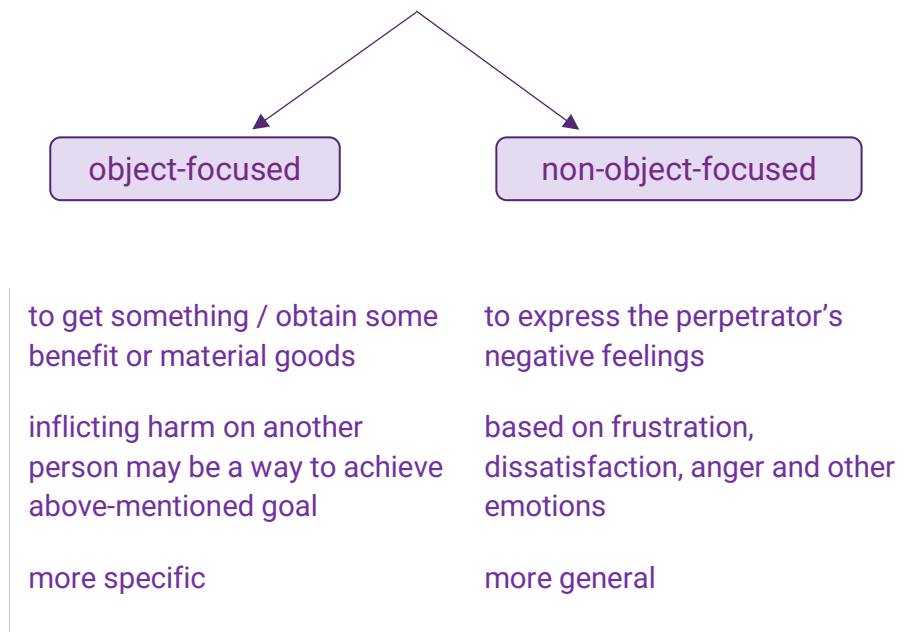 object-focused
non-object-focused
to get something / obtain some
benefit or material goods
inflicting harm on another
person may be a way to achieve
above-mentioned goal
more specific
to express the perpetrator’s
negative feelings
based on frustration,
dissatisfaction, anger and other
emotions
more general